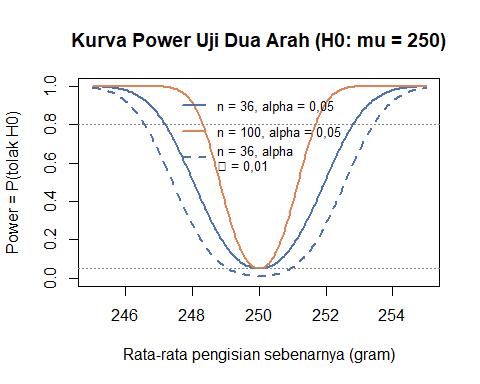 Kurva Power Uji Dua Arah (H0: mu = 250)
Power = P(tolak H0)
1.0
0.8
0.6
0.4
0.2
0.0
n = 36, alpha = 0,05
n = 100, alpha = 0,05
n = 36, alpha
▯ = 0,01
246 248 250 252 254
Rata-rata pengisian sebenarnya (gram)